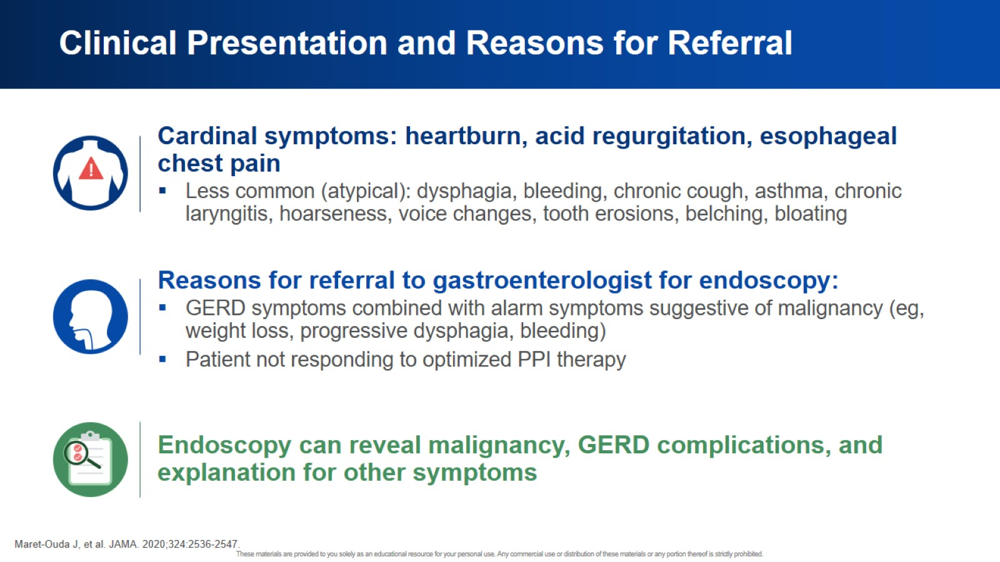 Clinical Presentation and Reasons for Referral
Cardinal symptoms: heartburn, acid regurgitation, esophageal
chest pain
▪ Less common (atypical): dysphagia, bleeding, chronic cough, asthma, chronic
laryngitis, hoarseness, voice changes, tooth erosions, belching, bloating
Reasons for referral to gastroenterologist for endoscopy:
▪ GERD symptoms combined with alarm symptoms suggestive of malignancy (eg,
weight loss, progressive dysphagia, bleeding)
▪ Patient not responding to optimized PPI therapy
Endoscopy can reveal malignancy, GERD complications, and
explanation for other symptoms
Maret-Ouda J, et al. JAMA. 2020;324:2536-2547.
These materials are provided to you solely as an educational resource for your personal use. Any commercial use or distribution of these materials or any portion thereof is strictly prohibited.